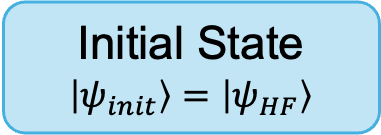 Initial State
|ψ_init⟩ = |ψ_HF⟩